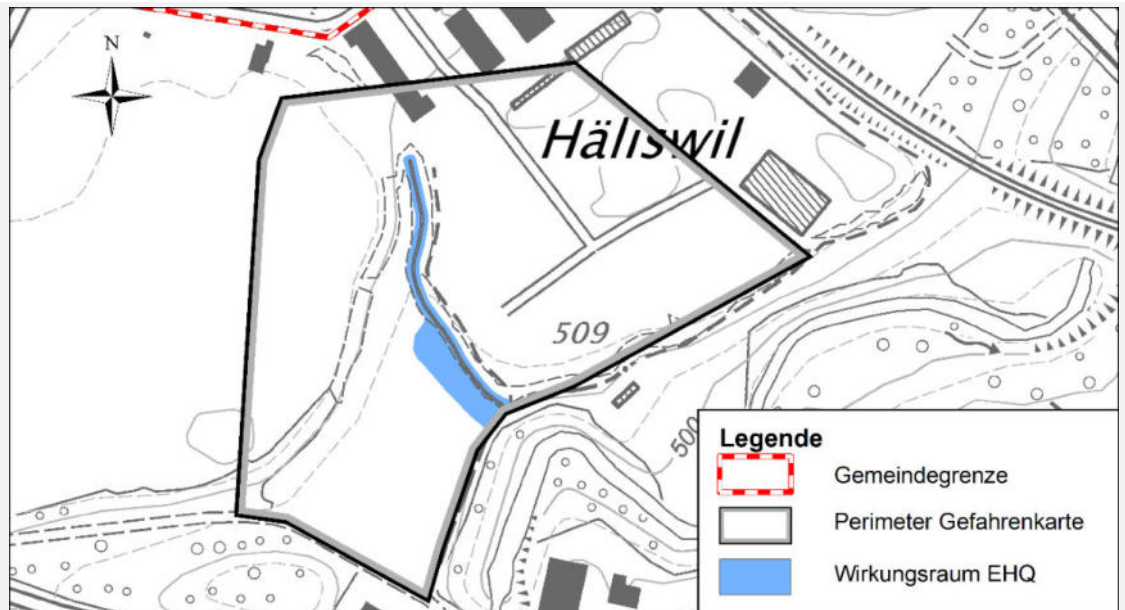 N
Häliswil
509
500
Legende
Gemeindegrenze
Perimeter Gefahrenkarte
Wirkungsraum EHQ